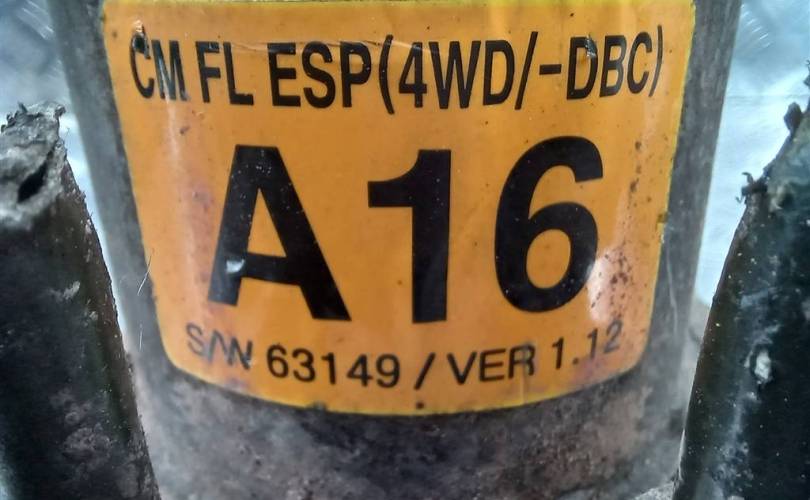 CM FL ESP(4WD/-DBC)
A16
S/W 63149 / VER 1.12